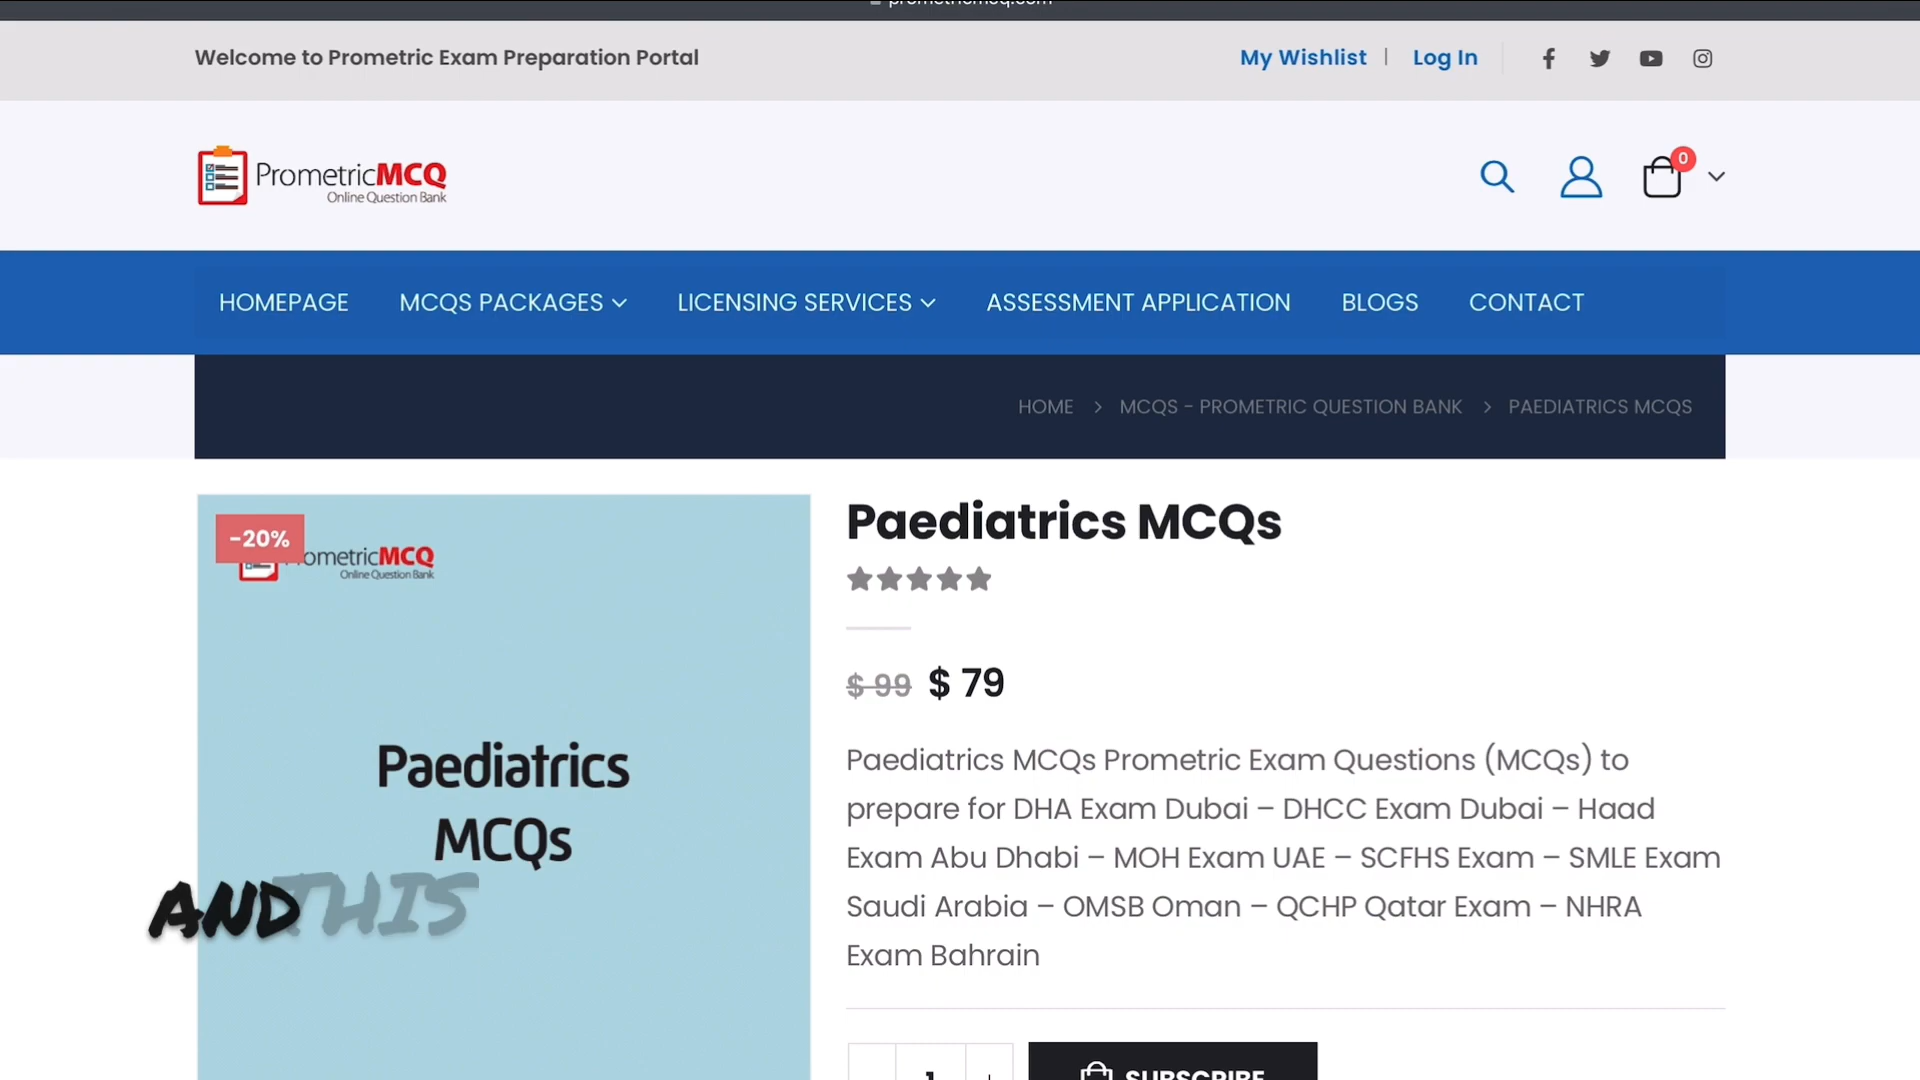 Welcome to Prometric Exam Preparation Portal
My Wishlist | Log In
PrometricMCQ
Online Question Bank
0
HOMEPAGE MCQS PACKAGES LICENSING SERVICES ASSESSMENT APPLICATION BLOGS CONTACT
HOME > MCQS - PROMETRIC QUESTION BANK > PAEDIATRICS MCQS
-20%
ometricMCQ
Online Question Bank
Paediatrics
MCQs
AND THIS
Paediatrics MCQs
$ 99 $ 79
Paediatrics MCQs Prometric Exam Questions (MCQs) to
prepare for DHA Exam Dubai – DHCC Exam Dubai – Haad
Exam Abu Dhabi – MOH Exam UAE – SCFHS Exam – SMLE Exam
Saudi Arabia – OMSB Oman – QCHP Qatar Exam – NHRA
Exam Bahrain
1 +
SUBSCRIBE